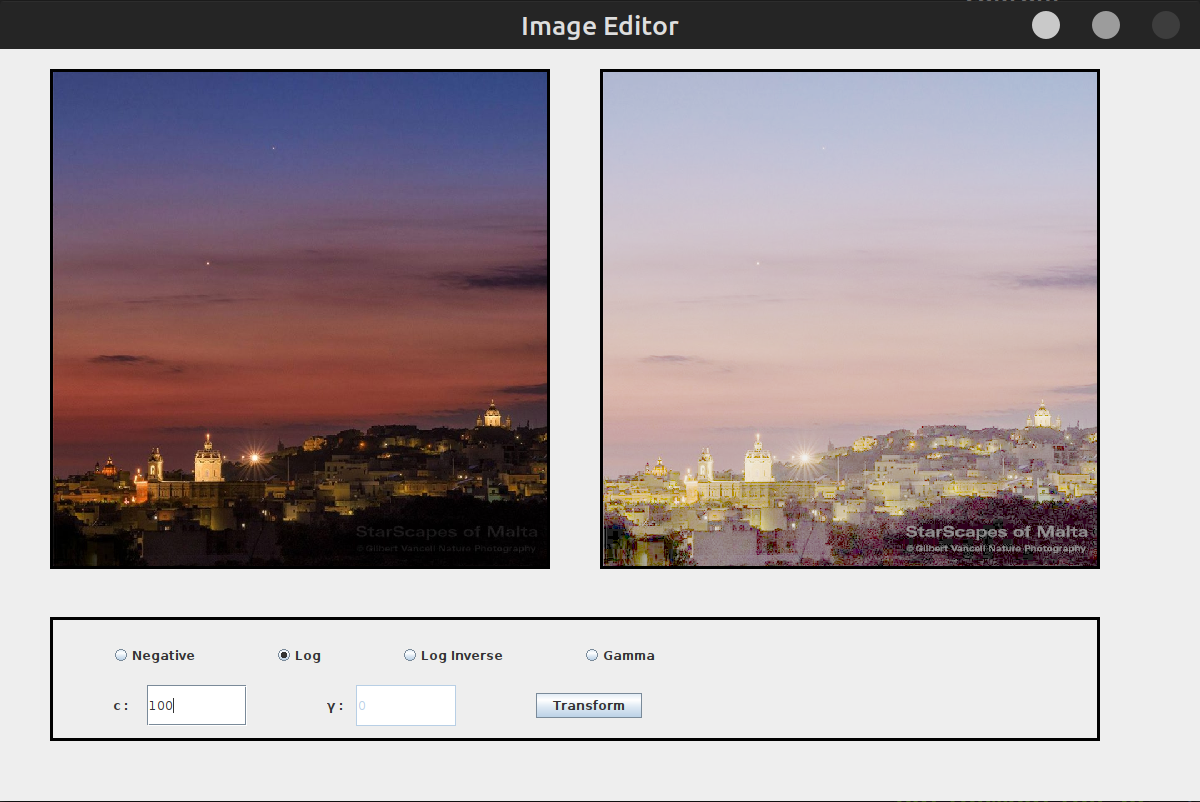 Image Editor
StarScapes of Malta
© Gilbert Vancell Nature Photography
StarScapes of Malta
© Gilbert Vancell Nature Photography
Negative
Log
Log Inverse
Gamma
c :
100
γ :
0
Transform